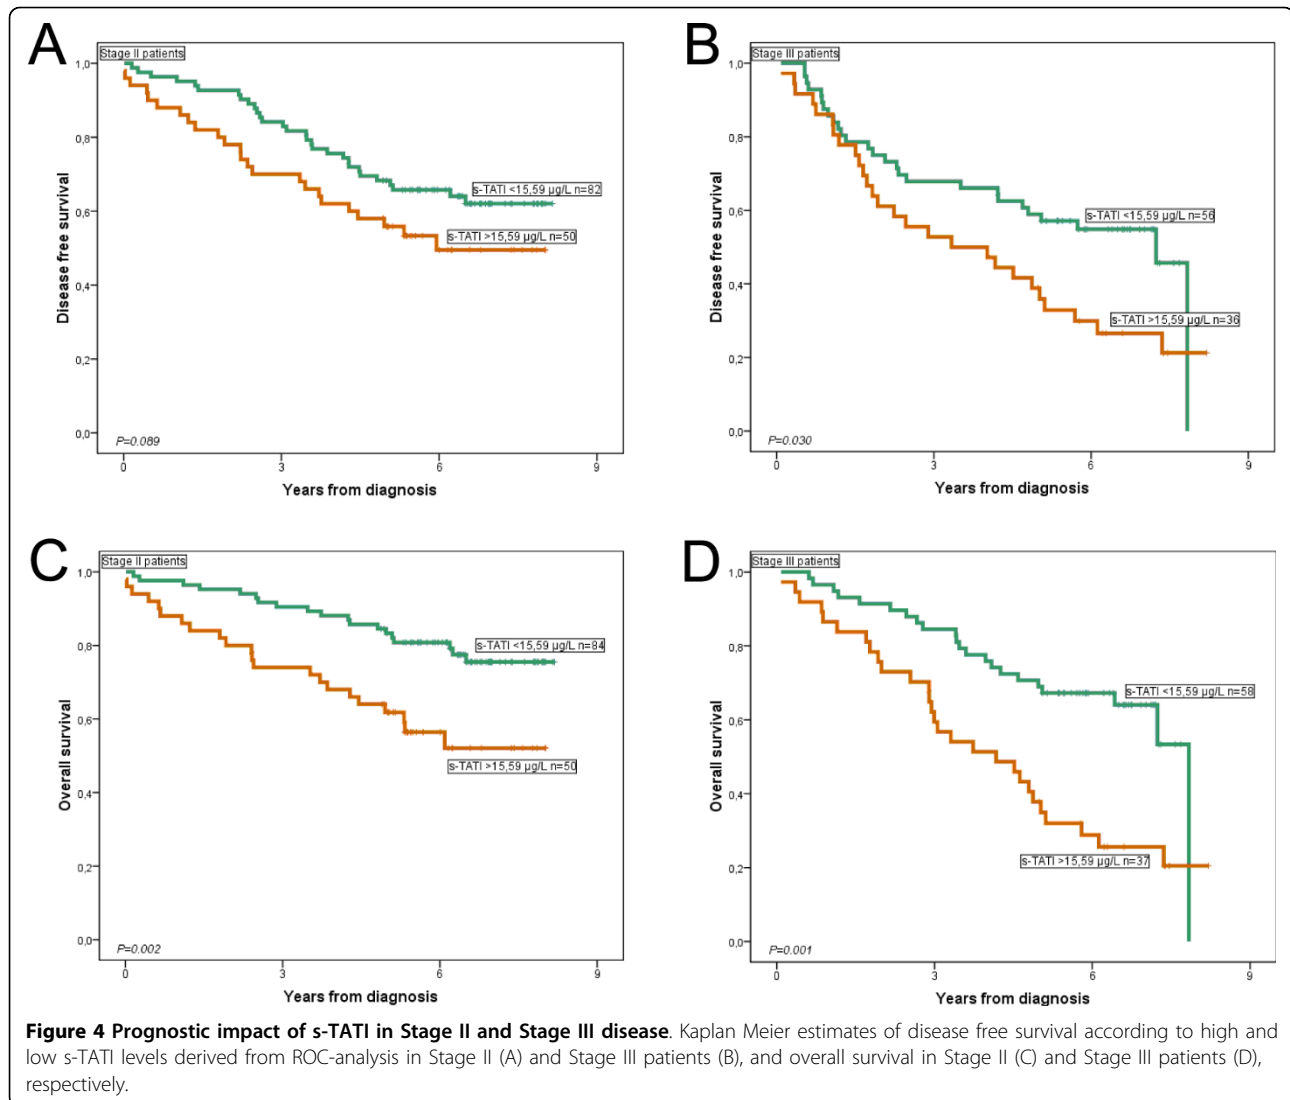 A
Stage II patients
1,0
0,8
0,6
0,4
0,2
0,0
Disease free survival
s-TATI <15,59 µg/L n=82
s-TATI >15,59 µg/L n=50
P=0.089
0 3 6 9
Years from diagnosis
B
Stage III patients
1,0
0,8
0,6
0,4
0,2
0,0
Disease free survival
s-TATI <15,59 µg/L n=56
s-TATI >15,59 µg/L n=36
P=0.030
0 3 6 9
Years from diagnosis
C
Stage II patients
1,0
0,8
0,6
0,4
0,2
0,0
Overall survival
s-TATI <15,59 µg/L n=84
s-TATI >15,59 µg/L n=50
P=0.002
0 3 6 9
Years from diagnosis
D
Stage III patients
1,0
0,8
0,6
0,4
0,2
0,0
Overall survival
s-TATI <15,59 µg/L n=58
s-TATI >15,59 µg/L n=37
P=0.001
0 3 6 9
Years from diagnosis
Figure 4 Prognostic impact of s-TATI in Stage II and Stage III disease. Kaplan Meier estimates of disease free survival according to high and
low s-TATI levels derived from ROC-analysis in Stage II (A) and Stage III patients (B), and overall survival in Stage II (C) and Stage III patients (D),
respectively.